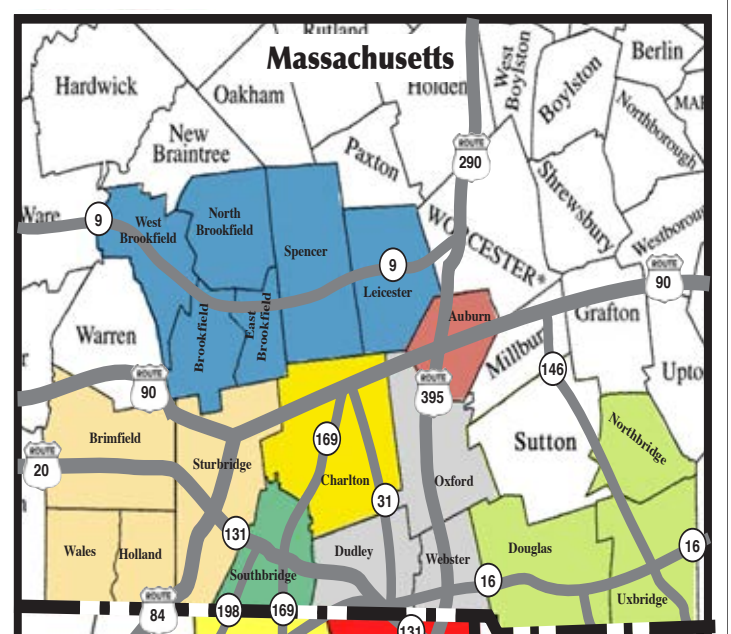 Rutland
Massachusetts
West
Boylston
Berlin
Hardwick
Oakham
Holden
Boylston
Northborough
New
Braintree
Paxton
ROUTE
290
Shrewsbury
Ware
9
West
Brookfield
North
Brookfield
Spencer
9
Leicester
WORCESTER*
Westborou
ROUTE
90
Auburn
Grafton
Warren
Brookfield
East
Brookfield
Millbur
146
Upto
ROUTE
90
ROUTE
395
Brimfield
Sturbridge
169
Charlton
Sutton
Northbridge
ROUTE
20
Oxford
31
131
Wales
Holland
Dudley
Webster
Douglas
16
Southbridge
16
Uxbridge
ROUTE
84
198
169
131